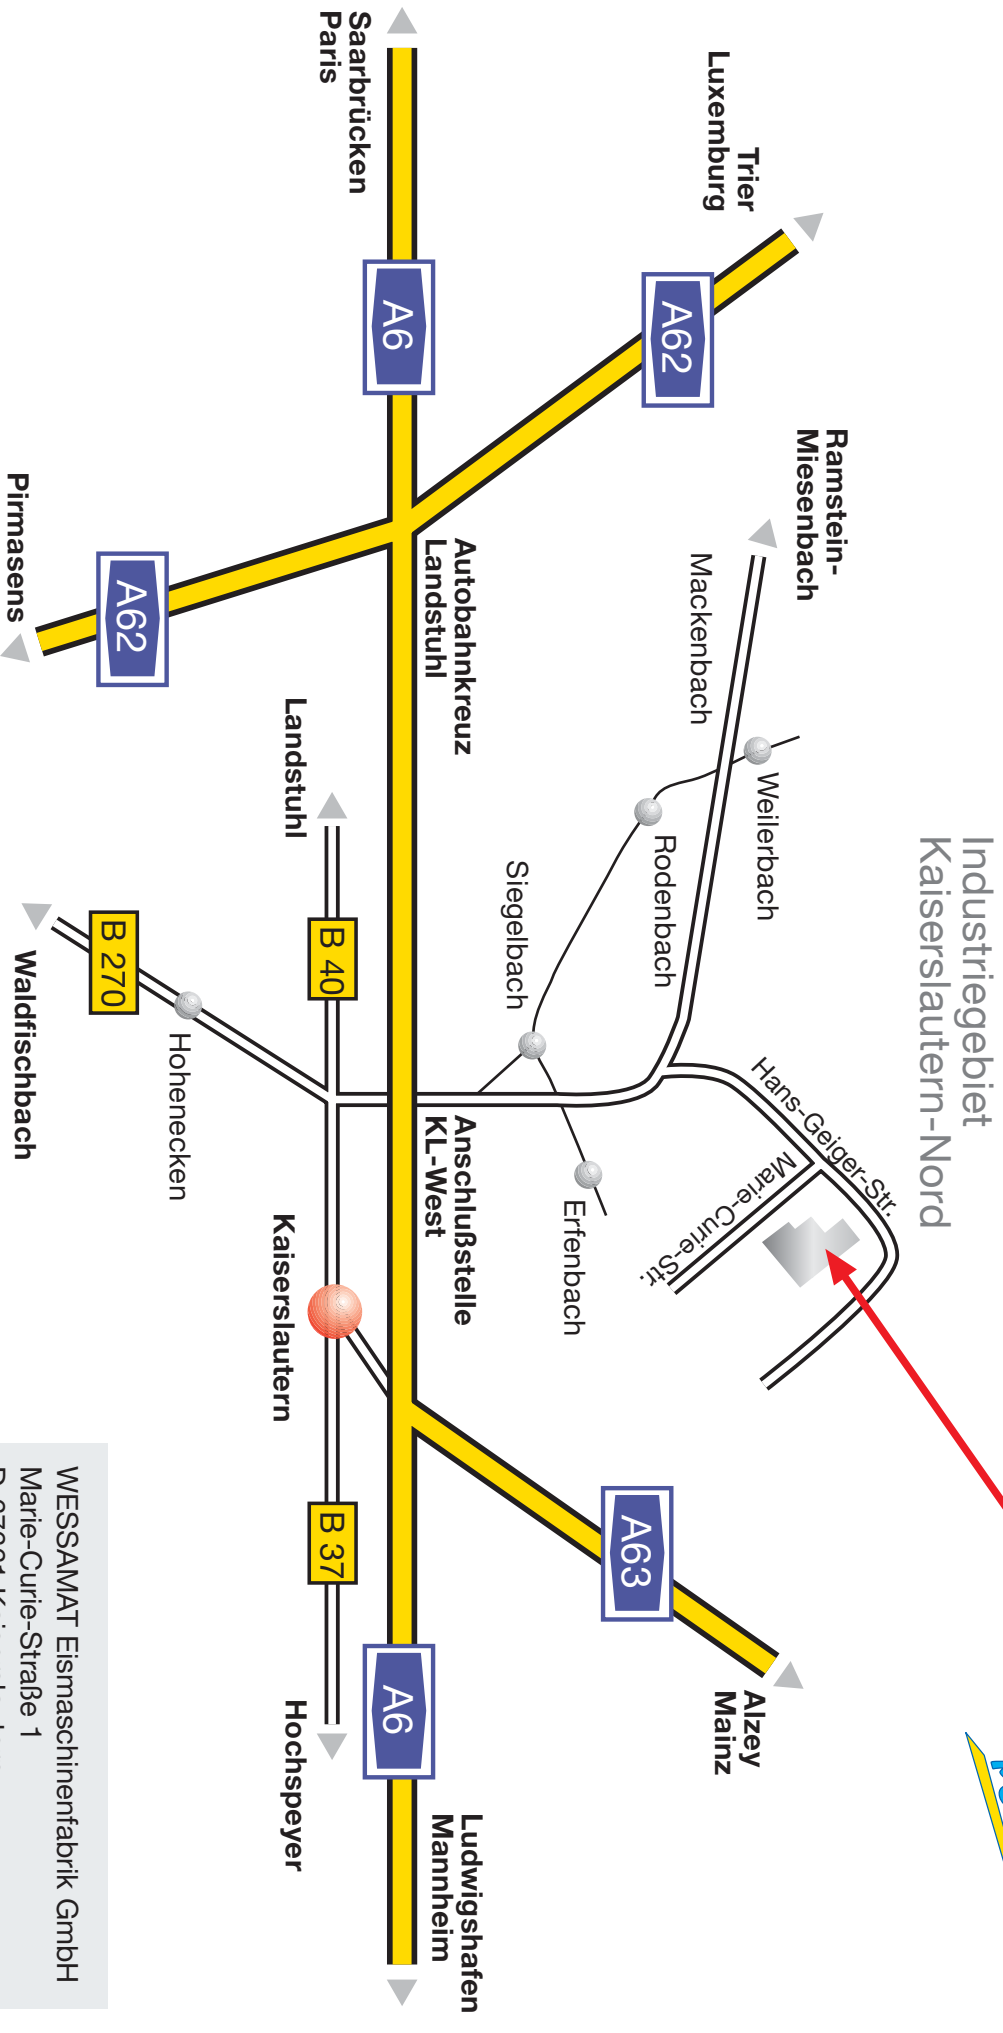 Industriegebiet
Kaiserslautern-Nord
Ramstein-
Miesenbach
Trier
Luxemburg
A62
Mackenbach
Weilerbach
Rodenbach
Siegelbach
Erfenbach
Hans-Geiger-Str.
Marie-Curie-Str.
Alzey
Mainz
A63
Saarbrücken
Paris
A6
Autobahnkreuz
Landstuhl
Anschlußstelle
KL-West
A6
Ludwigshafen
Mannheim
Landstuhl
B 40
Kaiserslautern
B 37
Hochspeyer
A62
Pirmasens
B 270
Hohenecken
Waldfischbach
WESSAMAT Eismaschinenfabrik GmbH
Marie-Curie-Straße 1